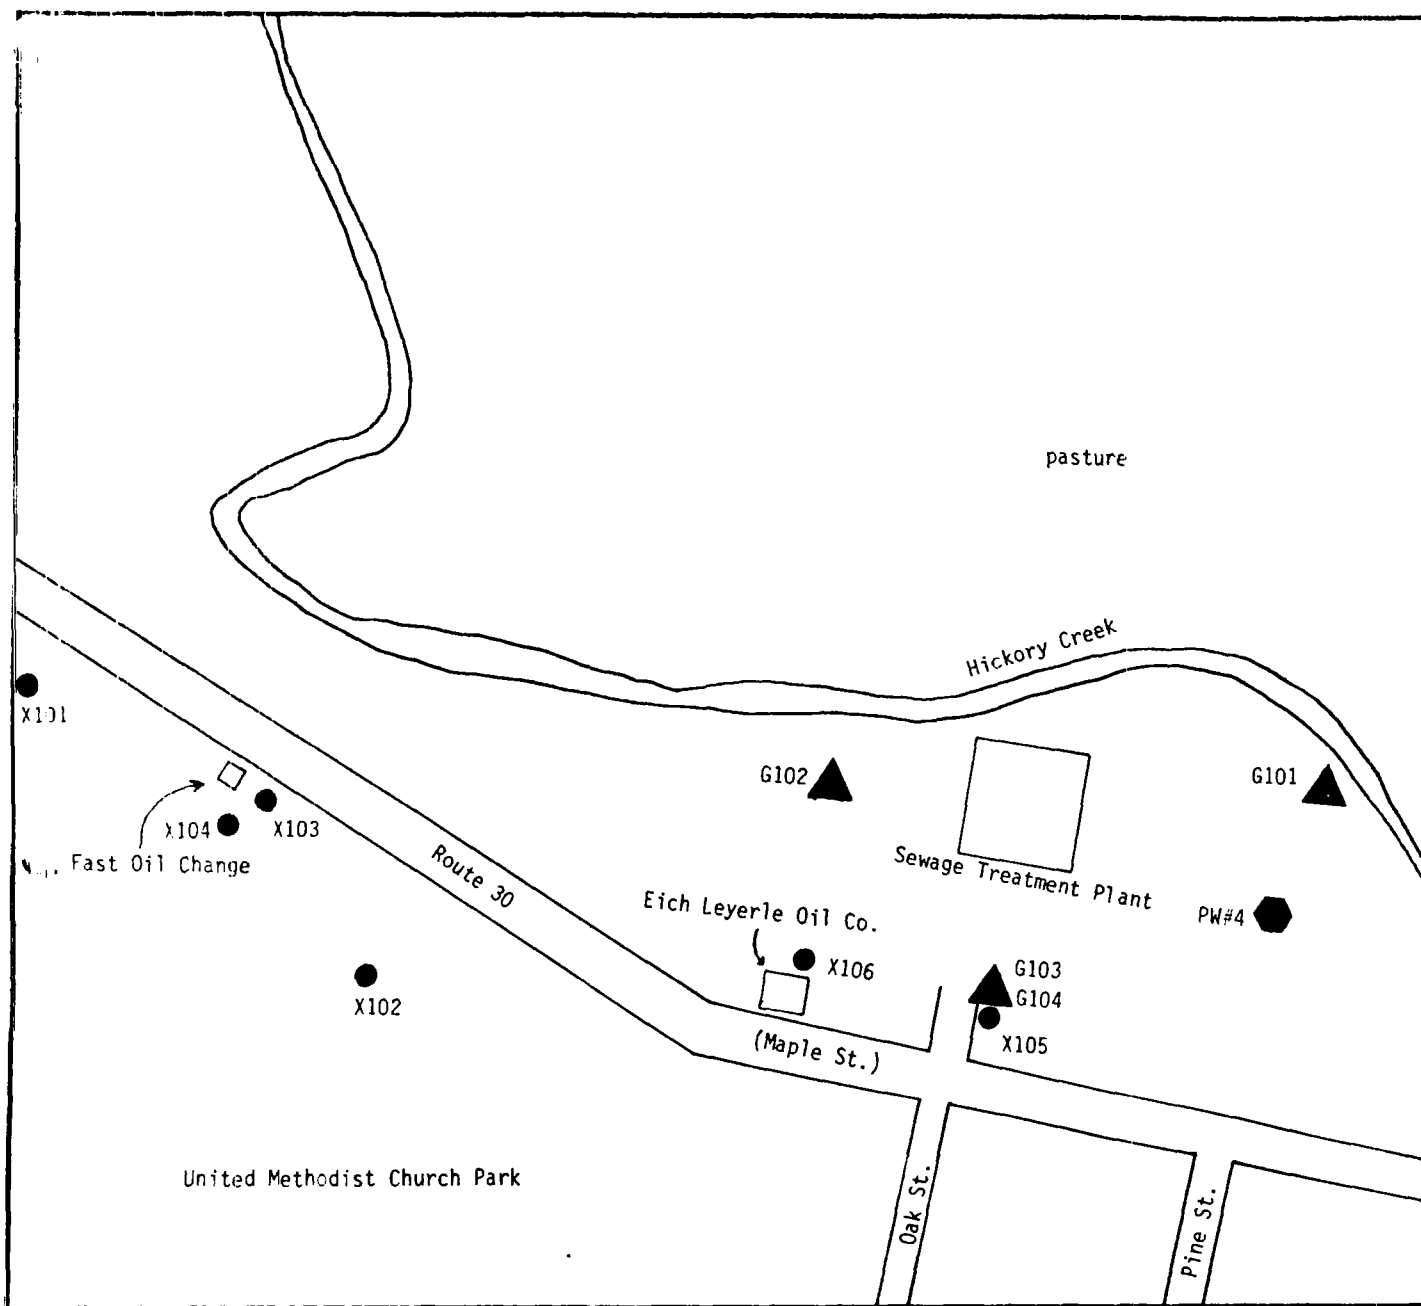 pasture
Hickory Creek
X101
G102
G101
X104
X103
Fast Oil Change
Route 30
Sewage Treatment Plant
Eich Leyerle Oil Co.
PW#4
X106
G103
G104
X102
X105
(Maple St.)
United Methodist Church Park
Oak St.
Pine St.